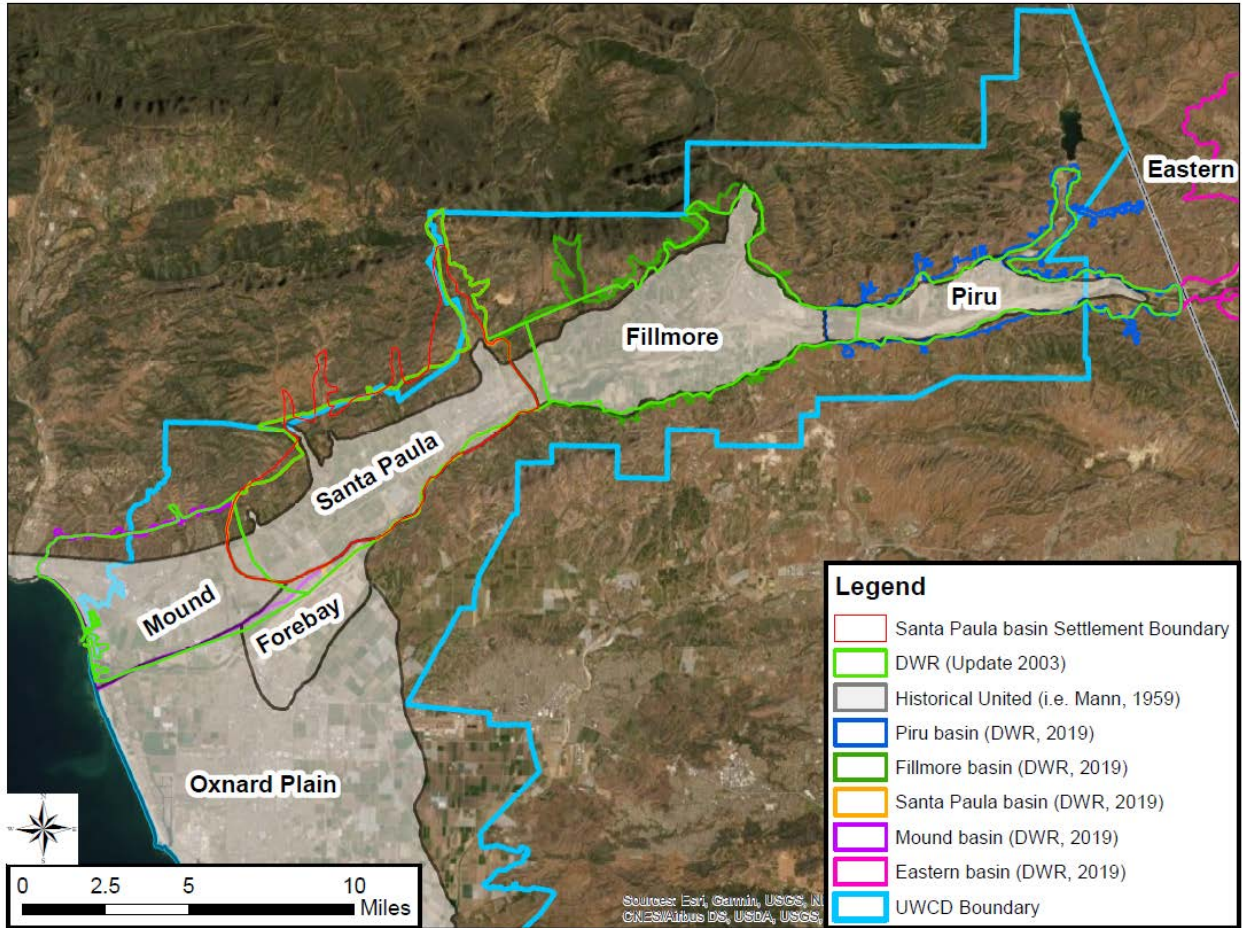 Eastern
Piru
Fillmore
Santa Paula
Mound
Forebay
Oxnard Plain
N
W E
S
0 2.5 5 10
Miles
Sources: Esri, Garmin, USGS,
CNES/Airbus DS, USDA, USGS,
Legend
Santa Paula basin Settlement Boundary
DWR (Update 2003)
Historical United (i.e. Mann, 1959)
Piru basin (DWR, 2019)
Fillmore basin (DWR, 2019)
Santa Paula basin (DWR, 2019)
Mound basin (DWR, 2019)
Eastern basin (DWR, 2019)
UWCD Boundary